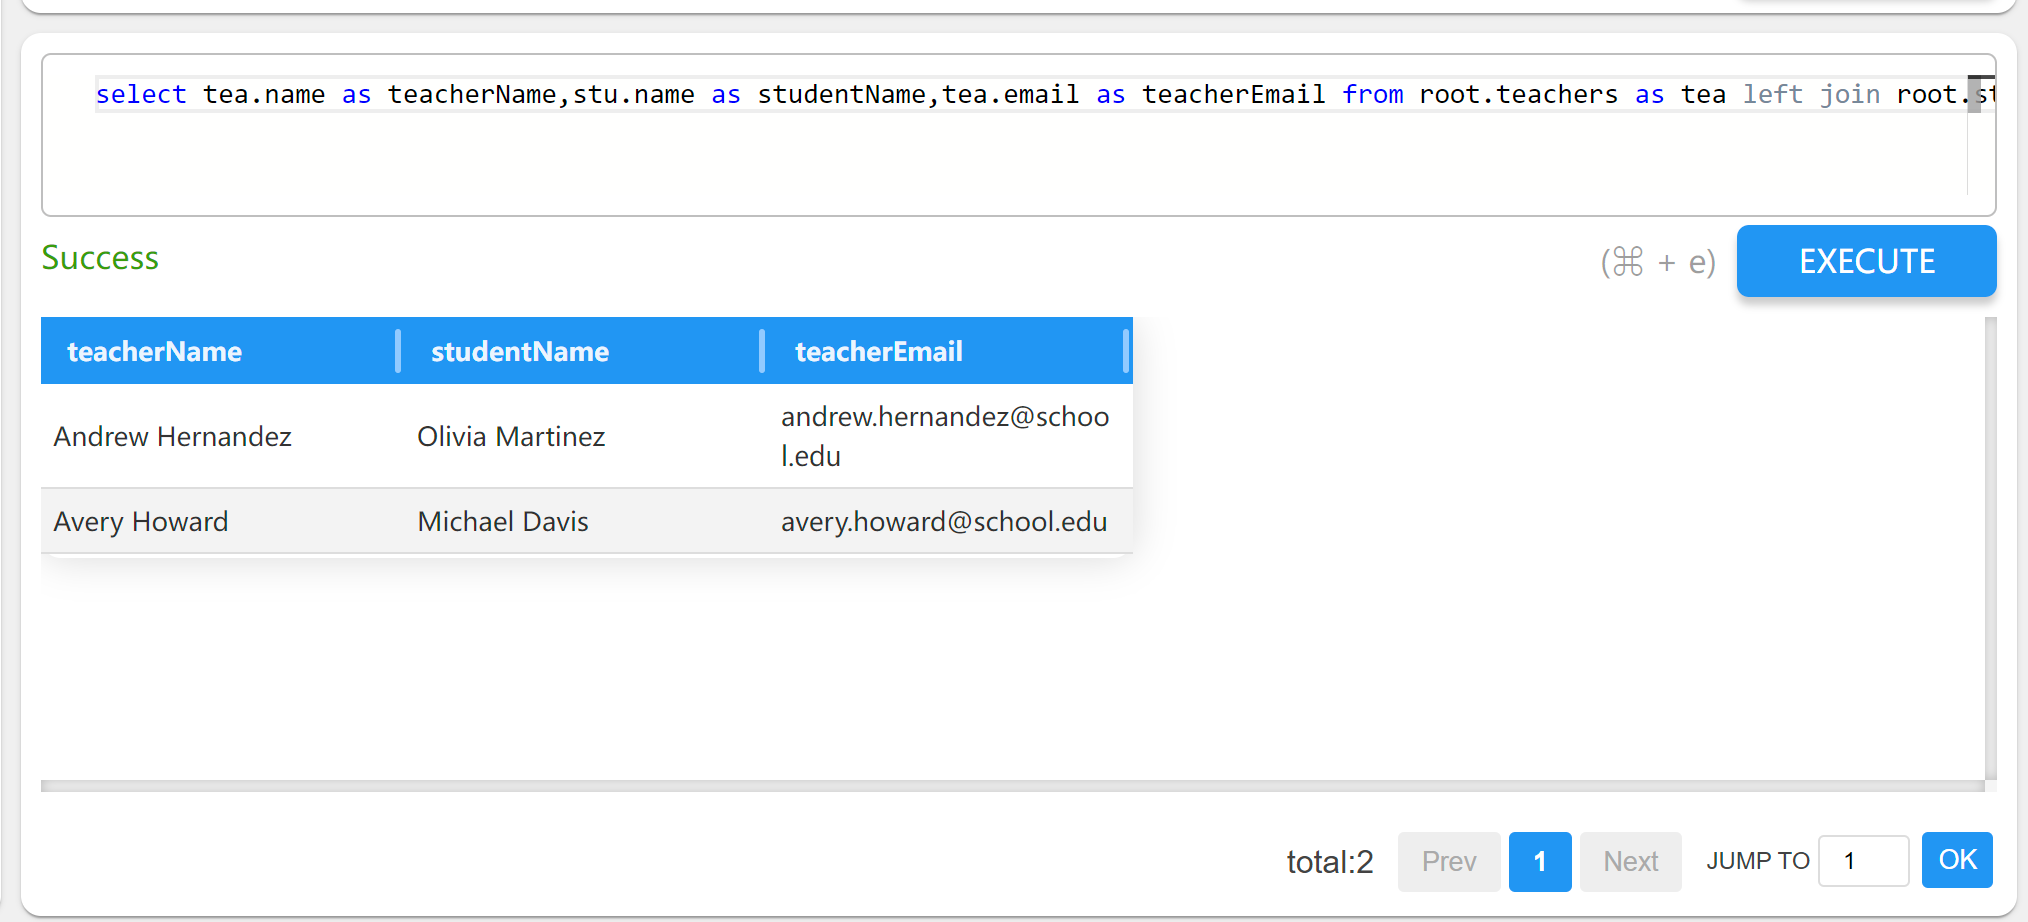 select tea.name as teacherName,stu.name as studentName,tea.email as teacherEmail from root.teachers as tea left join root.st
Success
(⌘ + e)
EXECUTE
teacherName studentName teacherEmail
Andrew Hernandez Olivia Martinez andrew.hernandez@schoo
l.edu
Avery Howard Michael Davis avery.howard@school.edu
total:2 Prev 1 Next JUMP TO 1 OK